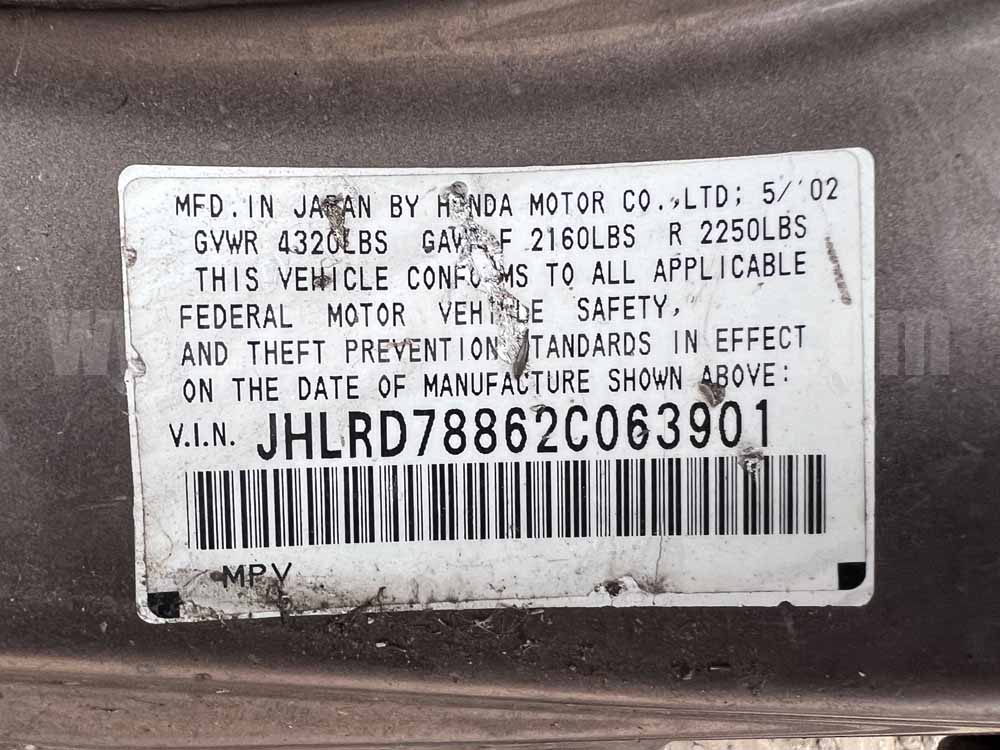 MFD. IN JAPAN BY HONDA MOTOR CO.,LTD; 5/'02
GVWR 4320LBS GAWR F 2160LBS R 2250LBS
THIS VEHICLE CONFORMS TO ALL APPLICABLE
FEDERAL MOTOR VEHICLE SAFETY,
AND THEFT PREVENTION STANDARDS IN EFFECT
ON THE DATE OF MANUFACTURE SHOWN ABOVE:
V.I.N. JHLRD78862C063901
MPV